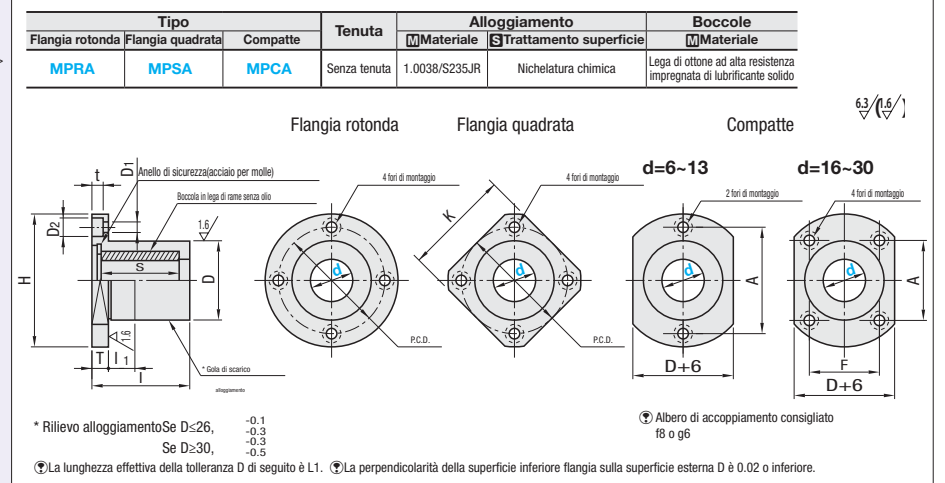 Tipo Tenuta Alloggiamento Boccole
Flangia rotonda Flangia quadrata Compatte MMateriale STrattamento superficie MMateriale
MPRA MPSA MPCA Senza tenuta 1.0038/S235JR Nichelatura chimica Lega di ottone ad alta resistenza
impregnata di lubrificante solido
6.3 (1.6
Flangia rotonda Flangia quadrata Compatte
d=6~13 d=16~30
t D1 Anello di sicurezza(acciaio per molle)
Boccola in lega di rame senza olio
4 fori di montaggio 4 fori di montaggio 2 fori di montaggio 4 fori di montaggio
D2 1.6 K
H S D d d d A d A
1.6
P.C.D. P.C.D.
T l1
l
* Gola di scarico
alloggiamento
D+6 F
D+6
* Rilievo alloggiamentoSe D≤26, -0.1
-0.3
Se D≥30, -0.3
-0.5
Albero di accoppiamento consigliato
f8 o g6
La lunghezza effettiva della tolleranza D di seguito è L1. La perpendicolarità della superficie inferiore flangia sulla superficie esterna D è 0.02 o inferiore.